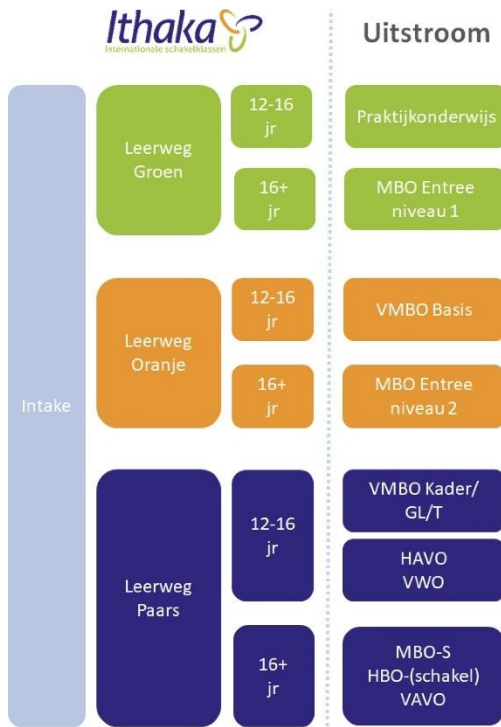 Ithaka
Internationale schakelklassen
Uitstroom
Intake
Leerweg
Groen
12-16
jr
Praktijkonderwijs
16+
jr
MBO Entree
niveau 1
Leerweg
Oranje
12-16
jr
VMBO Basis
16+
jr
MBO Entree
niveau 2
Leerweg
Paars
12-16
jr
VMBO Kader/
GL/T
HAVO
VWO
16+
jr
MBO-S
HBO-(schakel)
VAVO